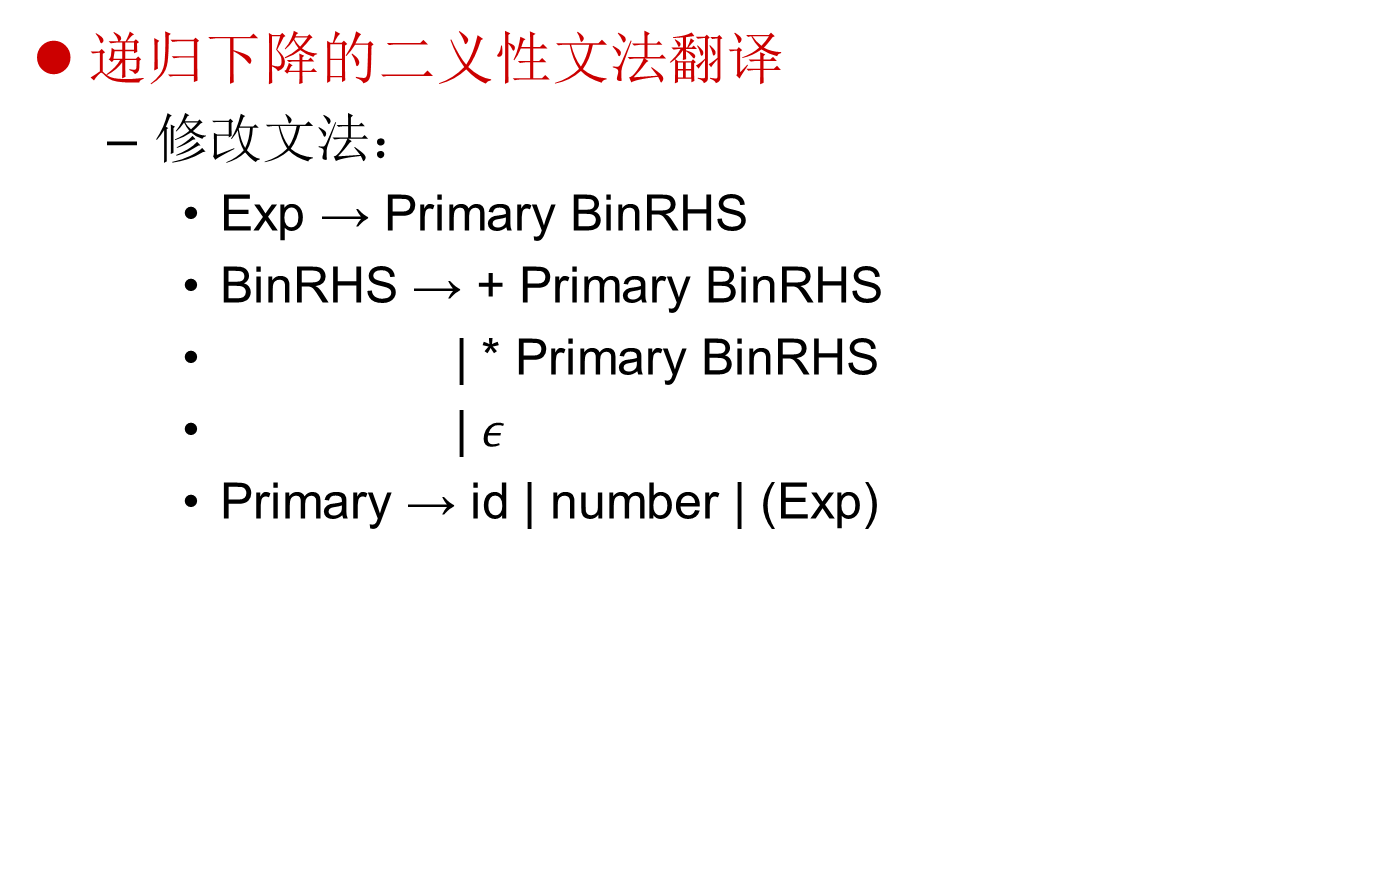 ● 递归下降的二义性文法翻译
– 修改文法：
• Exp → Primary BinRHS
• BinRHS → + Primary BinRHS
• | * Primary BinRHS
• | ϵ
• Primary → id | number | (Exp)